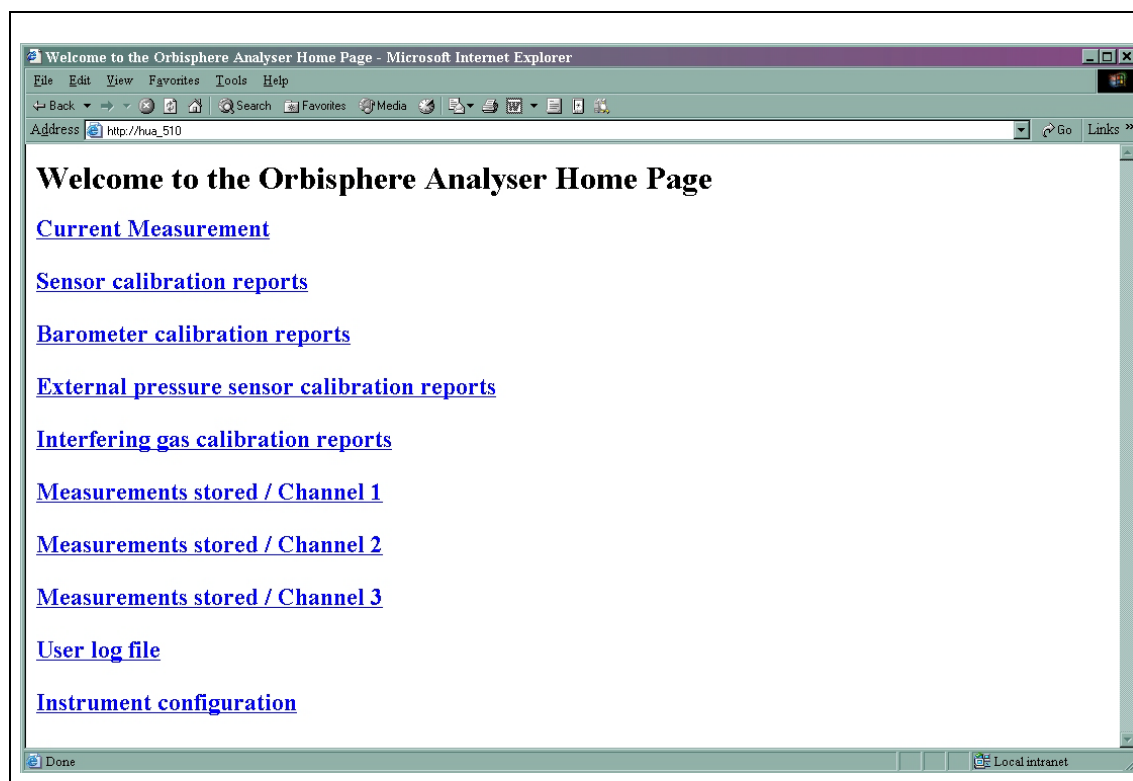 Welcome to the Orbisphere Analyser Home Page - Microsoft Internet Explorer
File Edit View Favorites Tools Help
Back Search Favorites Media
Address http://hua_510 Go Links »
Welcome to the Orbisphere Analyser Home Page
Current Measurement
Sensor calibration reports
Barometer calibration reports
External pressure sensor calibration reports
Interfering gas calibration reports
Measurements stored / Channel 1
Measurements stored / Channel 2
Measurements stored / Channel 3
User log file
Instrument configuration
Done Local intranet